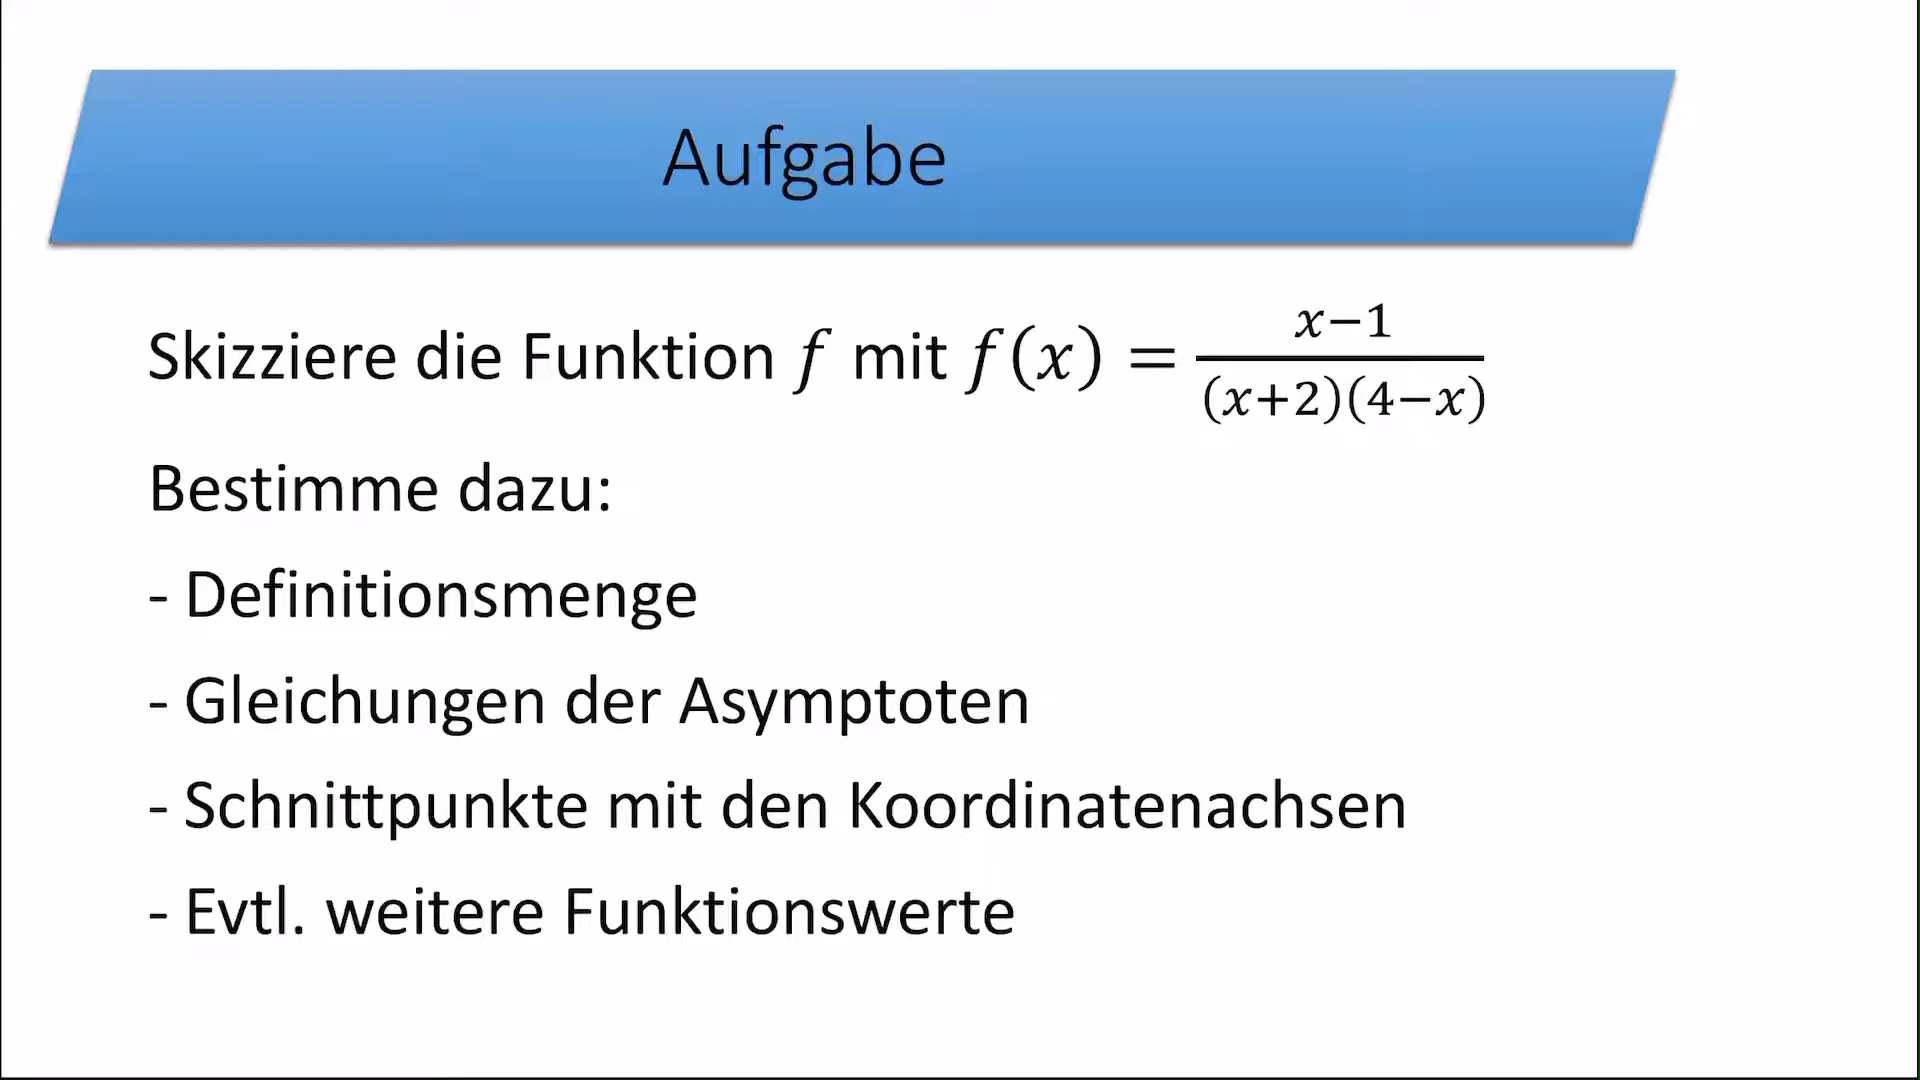 Aufgabe
Skizziere die Funktion f mit f(x) = \frac{x-1}{(x+2)(4-x)}
Bestimme dazu:
- Definitionsmenge
- Gleichungen der Asymptoten
- Schnittpunkte mit den Koordinatenachsen
- Evtl. weitere Funktionswerte